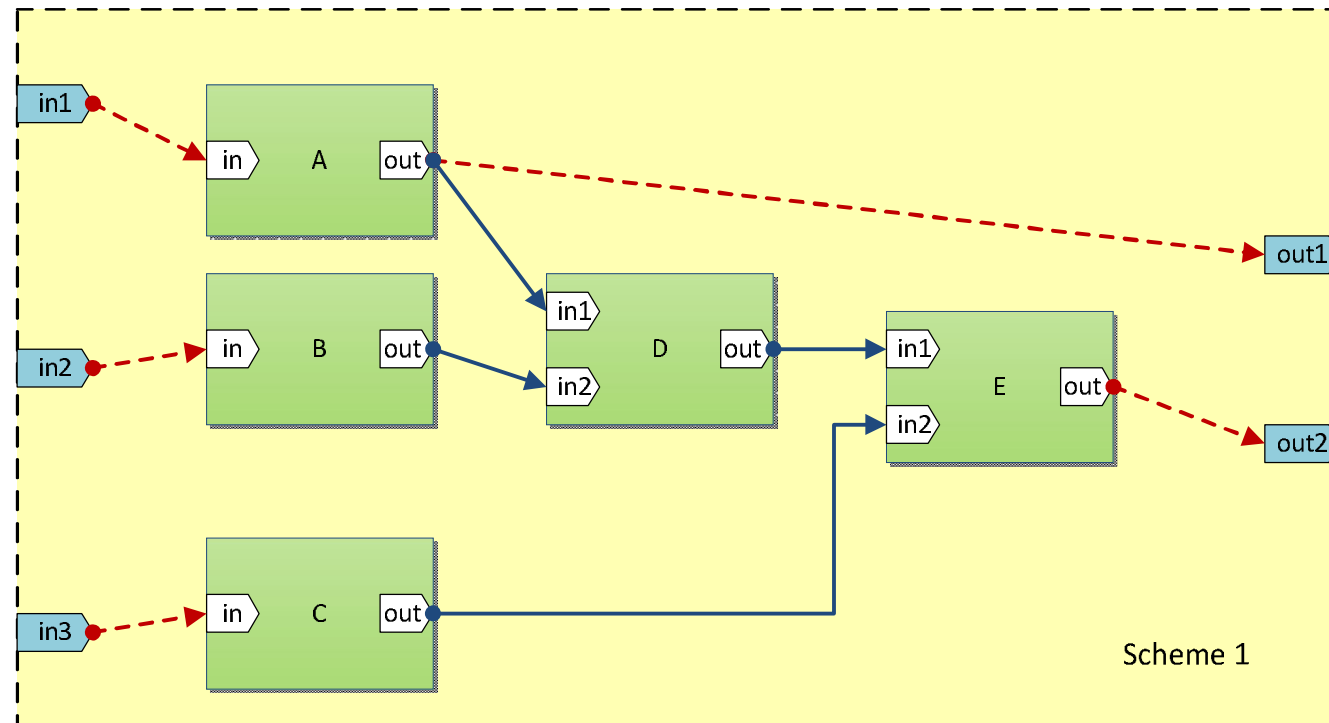 in1
in
A
out
out1
in2
in
B
out
in1
in2
D
out
in1
in2
E
out
out2
in3
in
C
out
Scheme 1